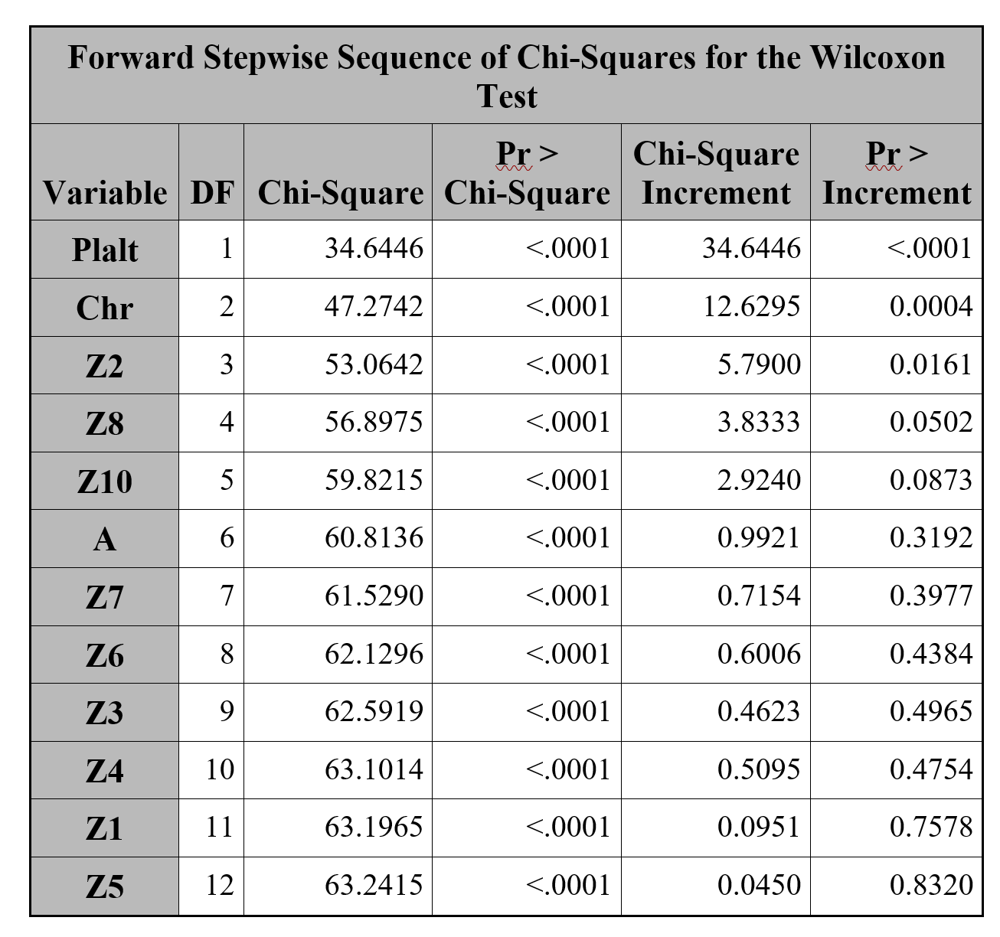 Forward Stepwise Sequence of Chi-Squares for the Wilcoxon
Test
Variable DF Chi-Square Pr > Chi-Square Chi-Square Increment Pr > Increment
Plalt 1 34.6446 <.0001 34.6446 <.0001
Chr 2 47.2742 <.0001 12.6295 0.0004
Z2 3 53.0642 <.0001 5.7900 0.0161
Z8 4 56.8975 <.0001 3.8333 0.0502
Z10 5 59.8215 <.0001 2.9240 0.0873
A 6 60.8136 <.0001 0.9921 0.3192
Z7 7 61.5290 <.0001 0.7154 0.3977
Z6 8 62.1296 <.0001 0.6006 0.4384
Z3 9 62.5919 <.0001 0.4623 0.4965
Z4 10 63.1014 <.0001 0.5095 0.4754
Z1 11 63.1965 <.0001 0.0951 0.7578
Z5 12 63.2415 <.0001 0.0450 0.8320